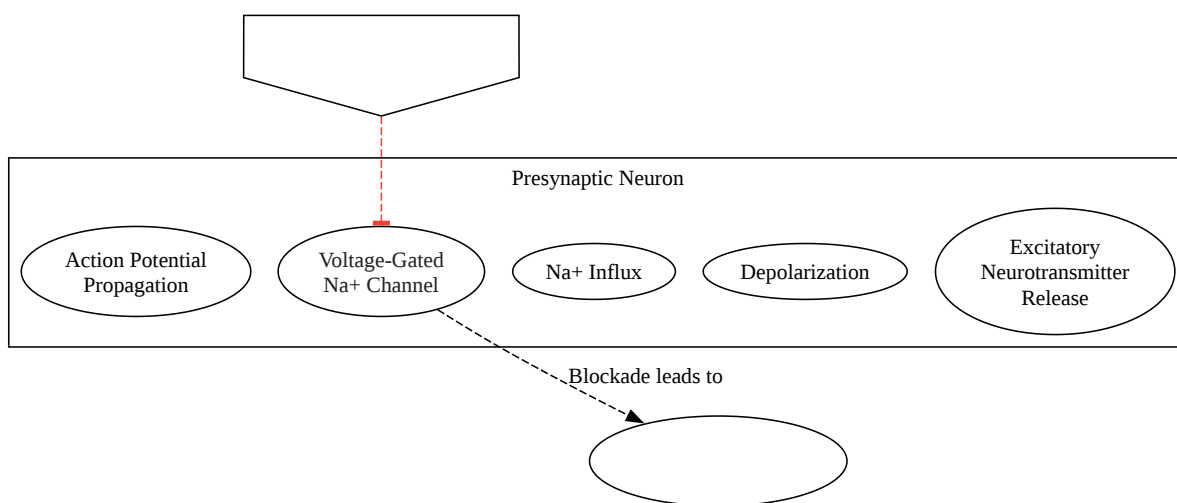 Presynaptic Neuron
Action Potential
Propagation
Voltage-Gated
Na+ Channel
Na+ Influx
Depolarization
Excitatory
Neurotransmitter
Release
Blockade leads to